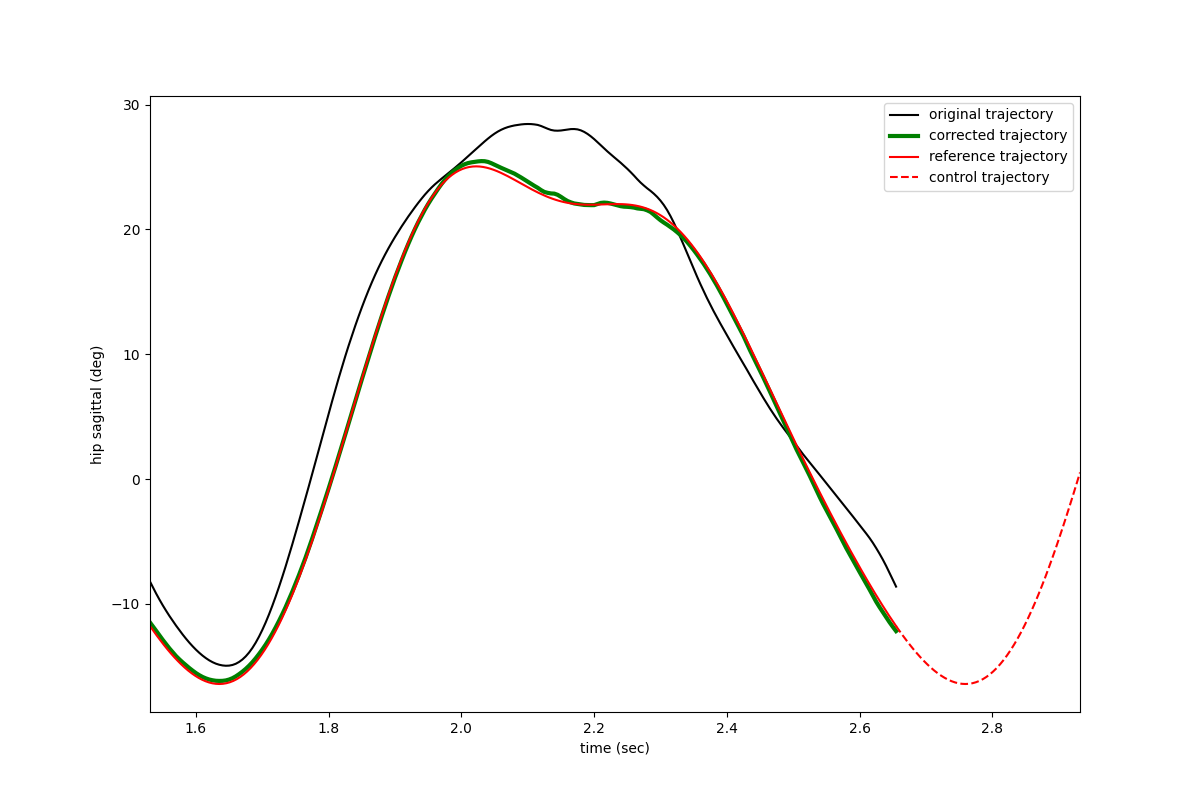 30
20
10
0
−10
1.6
1.8
2.0
2.2
2.4
2.6
2.8
hip sagittal (deg)
time (sec)
original trajectory
corrected trajectory
reference trajectory
control trajectory